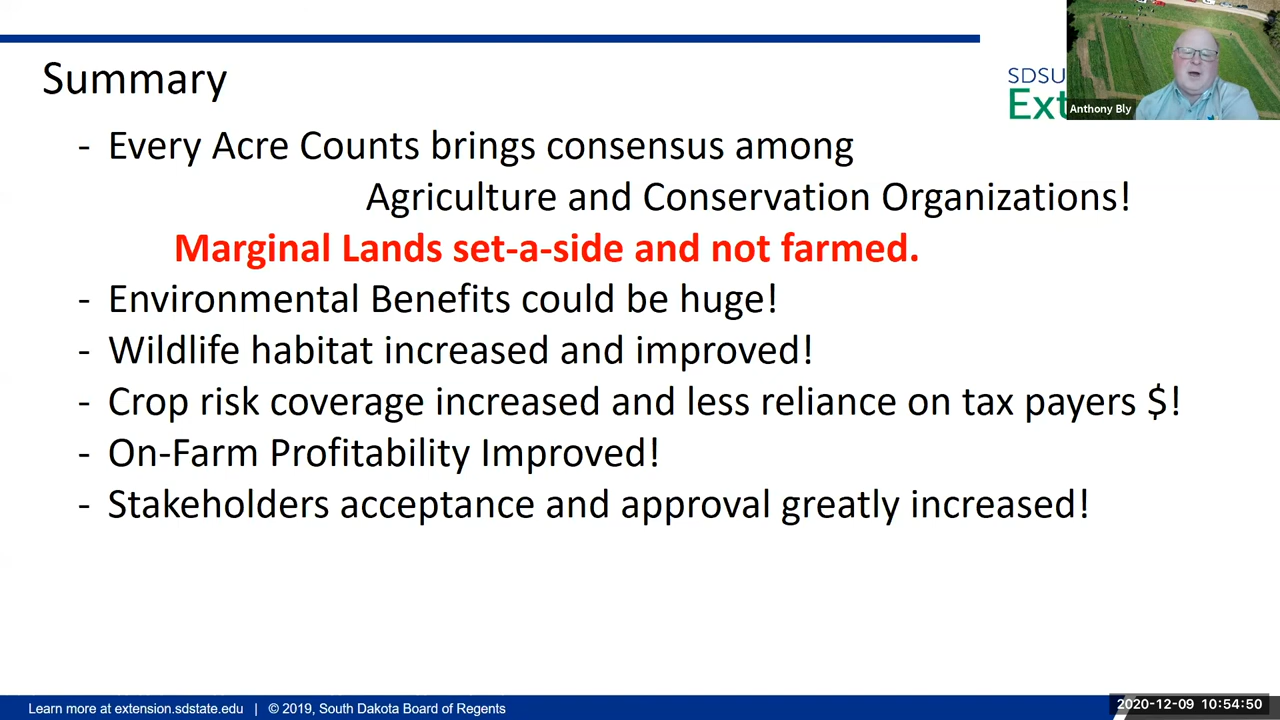 Summary
SDSU
Ext
Anthony Bly
- Every Acre Counts brings consensus among
Agriculture and Conservation Organizations!
Marginal Lands set-a-side and not farmed.
- Environmental Benefits could be huge!
- Wildlife habitat increased and improved!
- Crop risk coverage increased and less reliance on tax payers $!
- On-Farm Profitability Improved!
- Stakeholders acceptance and approval greatly increased!
Learn more at extension.sdstate.edu | © 2019, South Dakota Board of Regents
2020-12-09 10:54:50